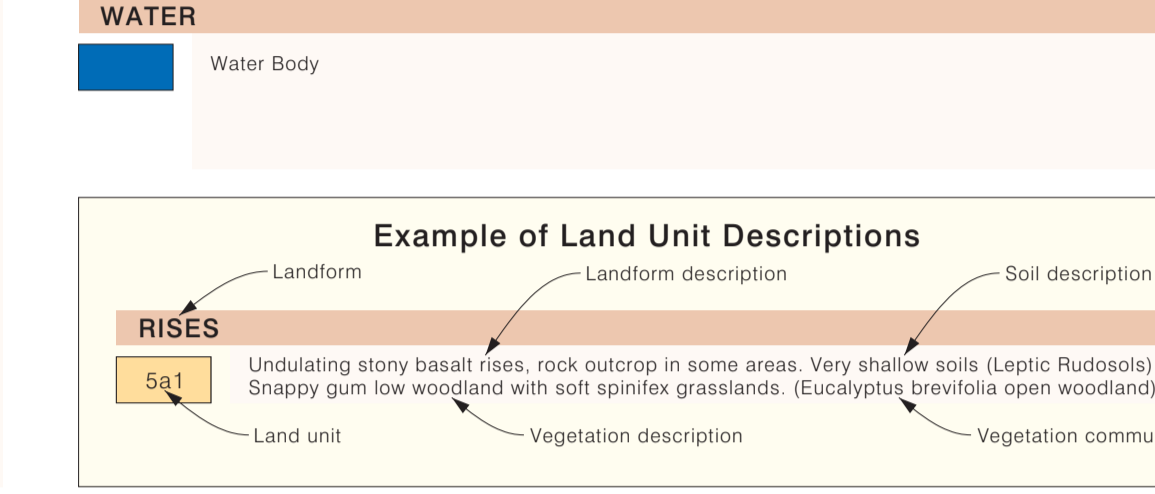 WATER
Water Body
Example of Land Unit Descriptions
Landform
Landform description
Soil description
RISES
5a1
Undulating stony basalt rises, rock outcrop in some areas. Very shallow soils (Leptic Rudosols)
Snappy gum low woodland with soft spinifex grasslands. (Eucalyptus brevifolia open woodland)
Land unit
Vegetation description
Vegetation commu